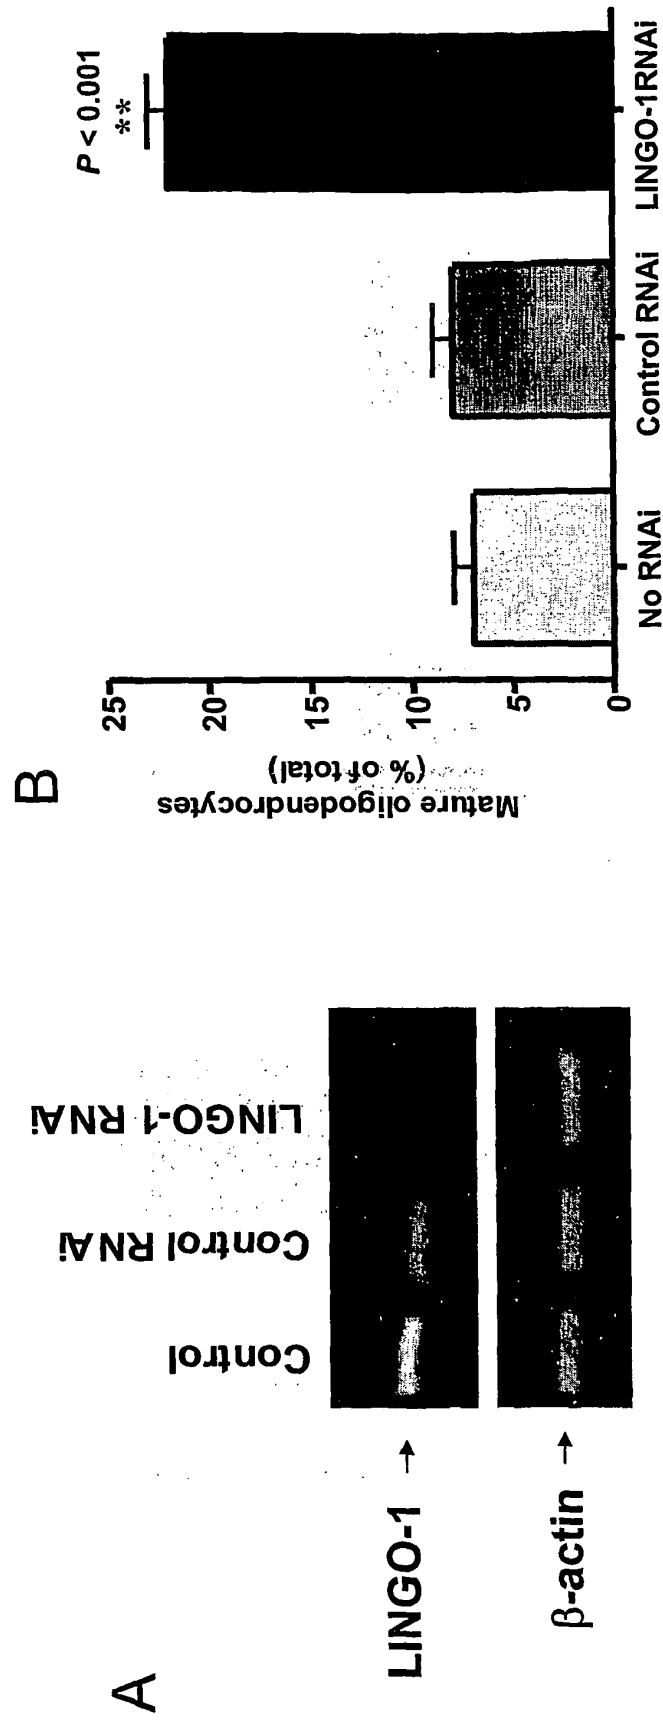 A
Control
Control RNAi
LINGO-1 RNAi
LINGO-1 →
β-actin →
B
Mature oligodendrocytes
(% of total)
25
20
15
10
5
0
P < 0.001
**
No RNAi
Control RNAi
LINGO-1RNAi